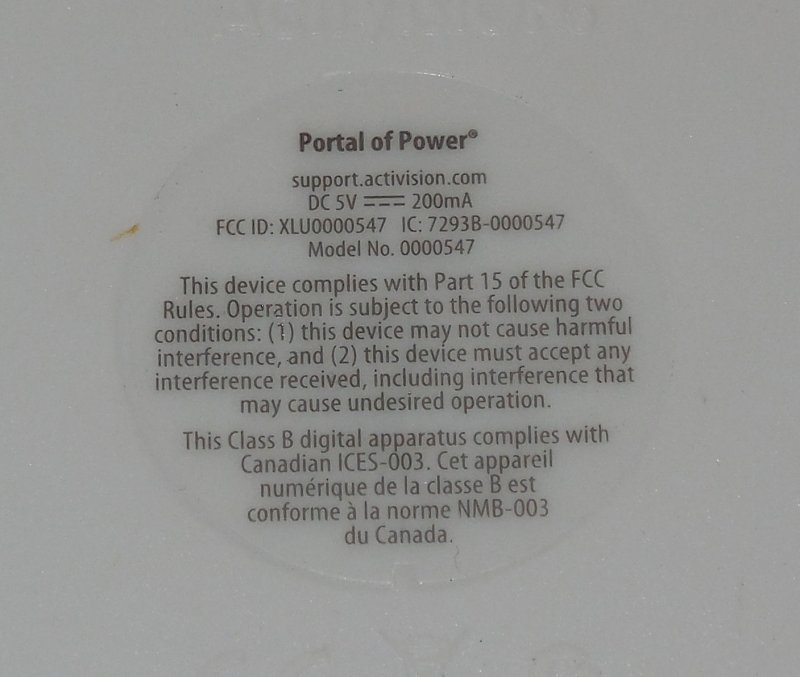 Portal of Power®
support.activision.com
DC 5V ⎓ 200mA
FCC ID: XLU0000547 IC: 7293B-0000547
Model No. 0000547
This device complies with Part 15 of the FCC
Rules. Operation is subject to the following two
conditions: (1) this device may not cause harmful
interference, and (2) this device must accept any
interference received, including interference that
may cause undesired operation.
This Class B digital apparatus complies with
Canadian ICES-003. Cet appareil
numérique de la classe B est
conforme à la norme NMB-003
du Canada.